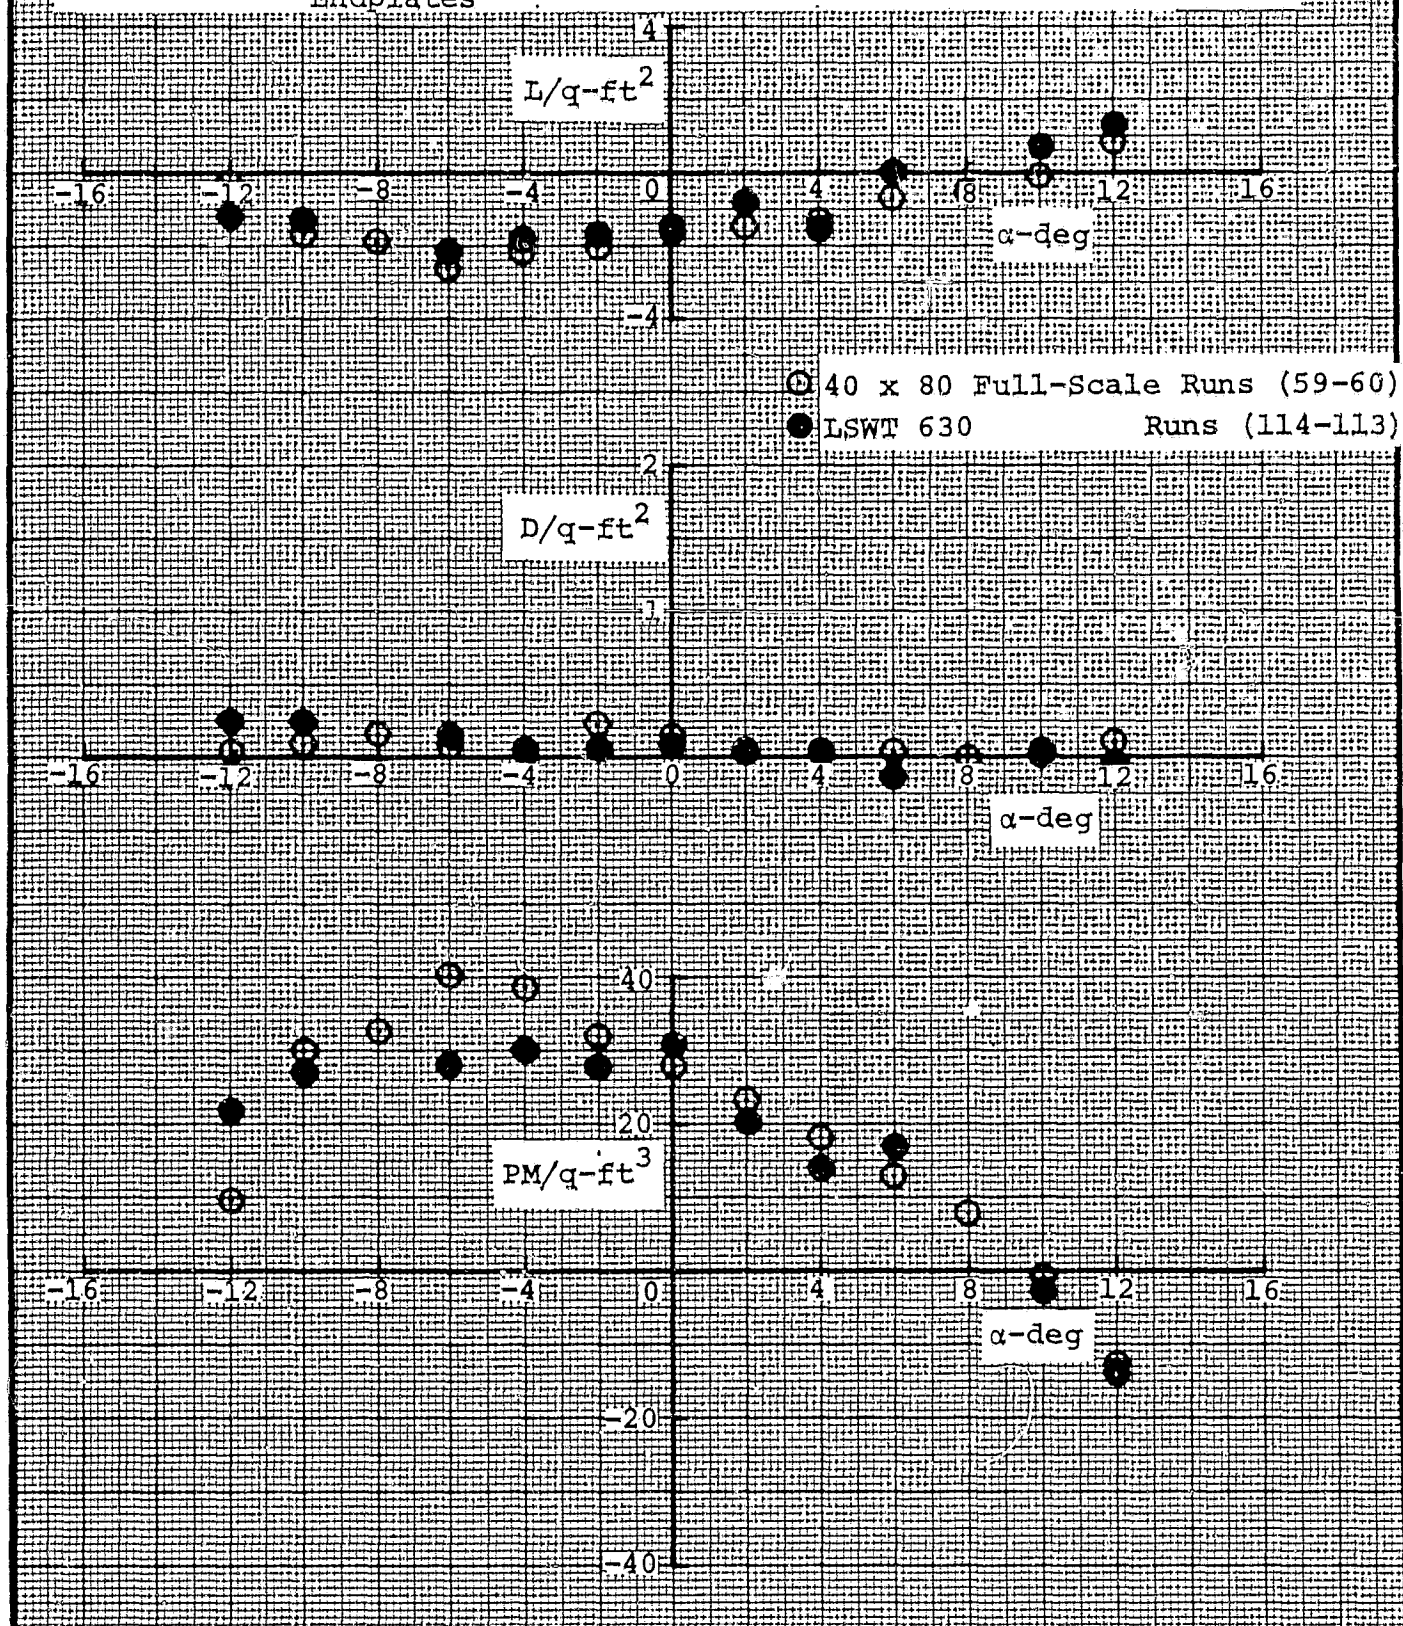 Endplates
4
L/q-ft²
-16 -12 -8 -4 0 4 8 12 16
α-deg
-4
40 x 80 Full-Scale Runs (59-60)
LSWT 630 Runs (114-113)
2
D/q-ft²
1
-16 -12 -8 -4 0 4 8 12 16
α-deg
40
20
PM/q-ft³
-16 -12 -8 -4 0 4 8 12 16
α-deg
-20
-40